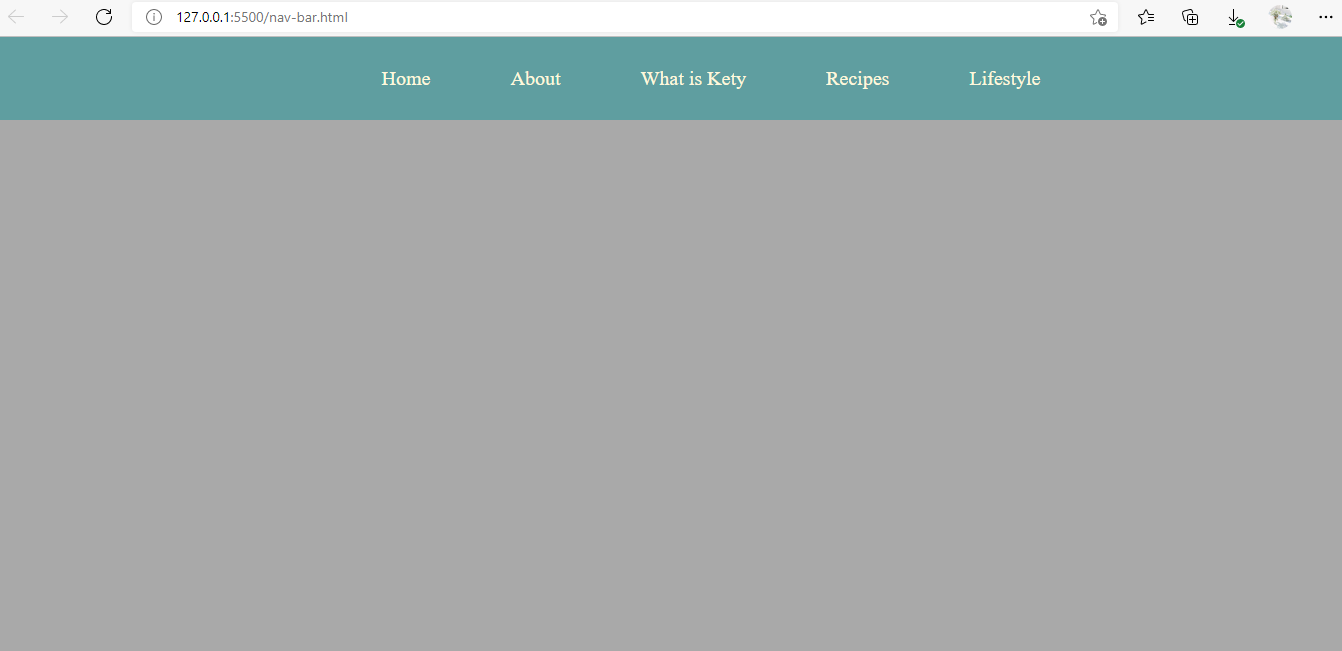 127.0.0.1:5500/nav-bar.html
Home About What is Kety Recipes Lifestyle